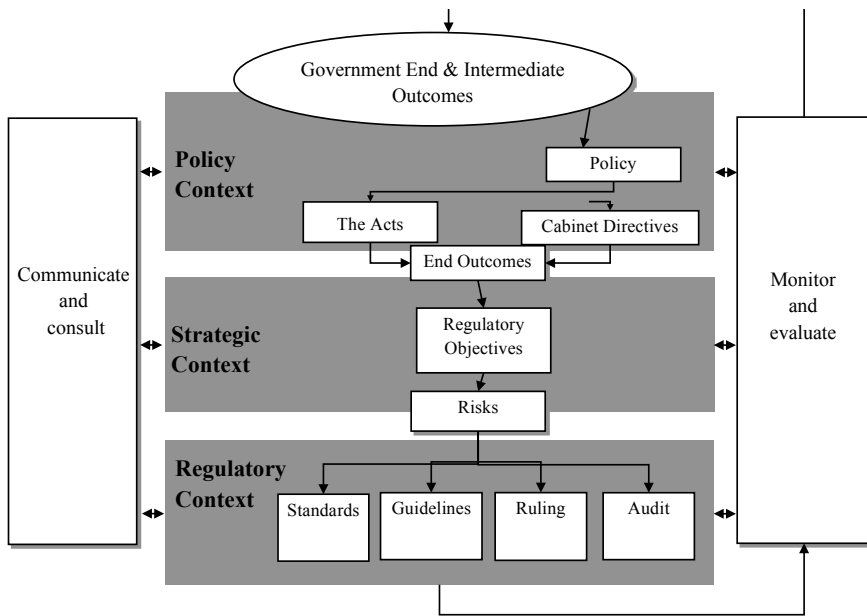 Government End & Intermediate
Outcomes
Policy
Context
Policy
The Acts
Cabinet Directives
End Outcomes
Communicate
and
consult
Monitor
and
evaluate
Strategic
Context
Regulatory
Objectives
Risks
Regulatory
Context
Standards
Guidelines
Ruling
Audit